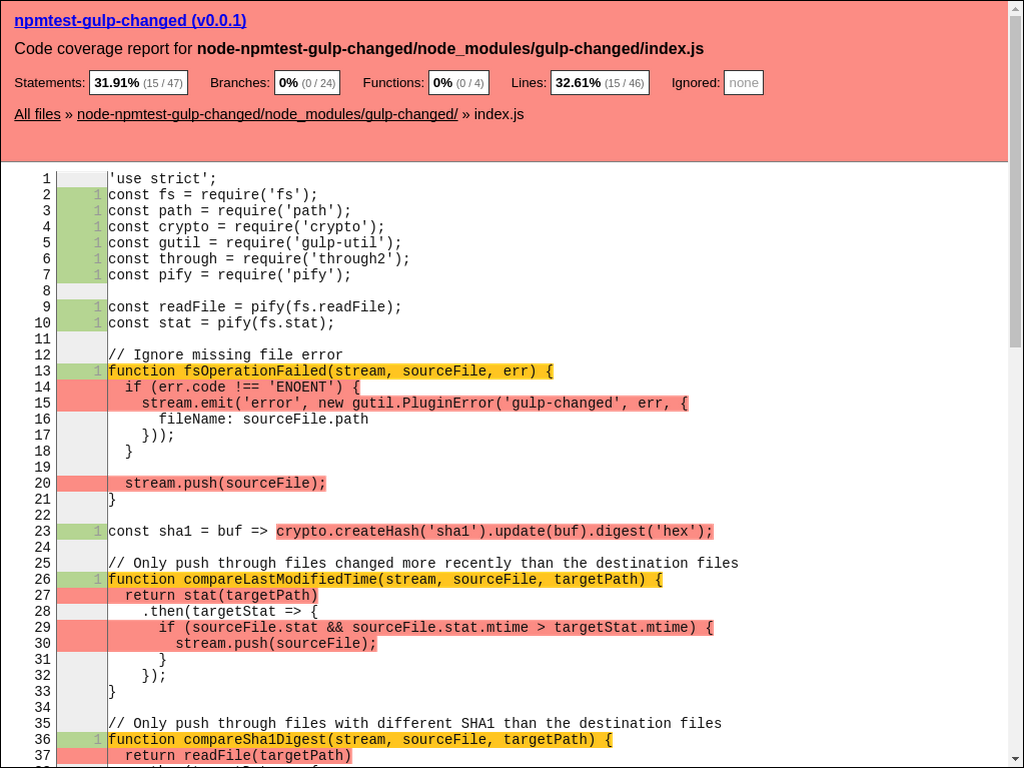 npmtest-gulp-changed (v0.0.1)
Code coverage report for node-npmtest-gulp-changed/node_modules/gulp-changed/index.js
Statements: 31.91% (15 / 47) Branches: 0% (0 / 24) Functions: 0% (0 / 4) Lines: 32.61% (15 / 46) Ignored: none
All files » node-npmtest-gulp-changed/node_modules/gulp-changed/ » index.js
1 'use strict';
2 1 const fs = require('fs');
3 1 const path = require('path');
4 1 const crypto = require('crypto');
5 1 const gutil = require('gulp-util');
6 1 const through = require('through2');
7 1 const pify = require('pify');
8
9 1 const readFile = pify(fs.readFile);
10 1 const stat = pify(fs.stat);
11
12 // Ignore missing file error
13 1 function fsOperationFailed(stream, sourceFile, err) {
14   if (err.code !== 'ENOENT') {
15     stream.emit('error', new gutil.PluginError('gulp-changed', err, {
16       fileName: sourceFile.path
17     }));
18   }
19
20   stream.push(sourceFile);
21 }
22
23 1 const sha1 = buf => crypto.createHash('sha1').update(buf).digest('hex');
24
25 // Only push through files changed more recently than the destination files
26 1 function compareLastModifiedTime(stream, sourceFile, targetPath) {
27   return stat(targetPath)
28     .then(targetStat => {
29       if (sourceFile.stat && sourceFile.stat.mtime > targetStat.mtime) {
30         stream.push(sourceFile);
31       }
32     });
33 }
34
35 // Only push through files with different SHA1 than the destination files
36 1 function compareSha1Digest(stream, sourceFile, targetPath) {
37   return readFile(targetPath)